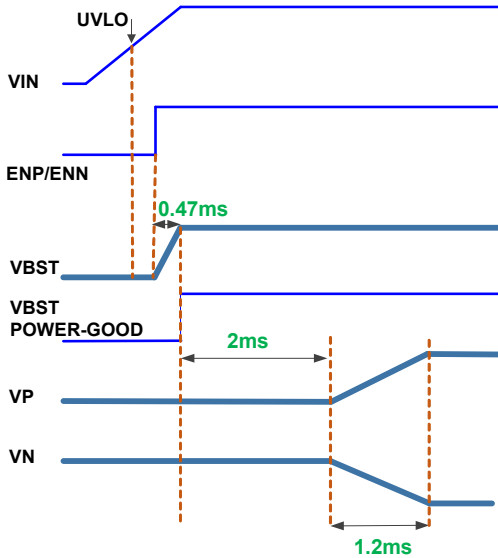 UVLO
VIN
ENP/ENN
0.47ms
VBST
VBST
POWER-GOOD
2ms
VP
VN
1.2ms